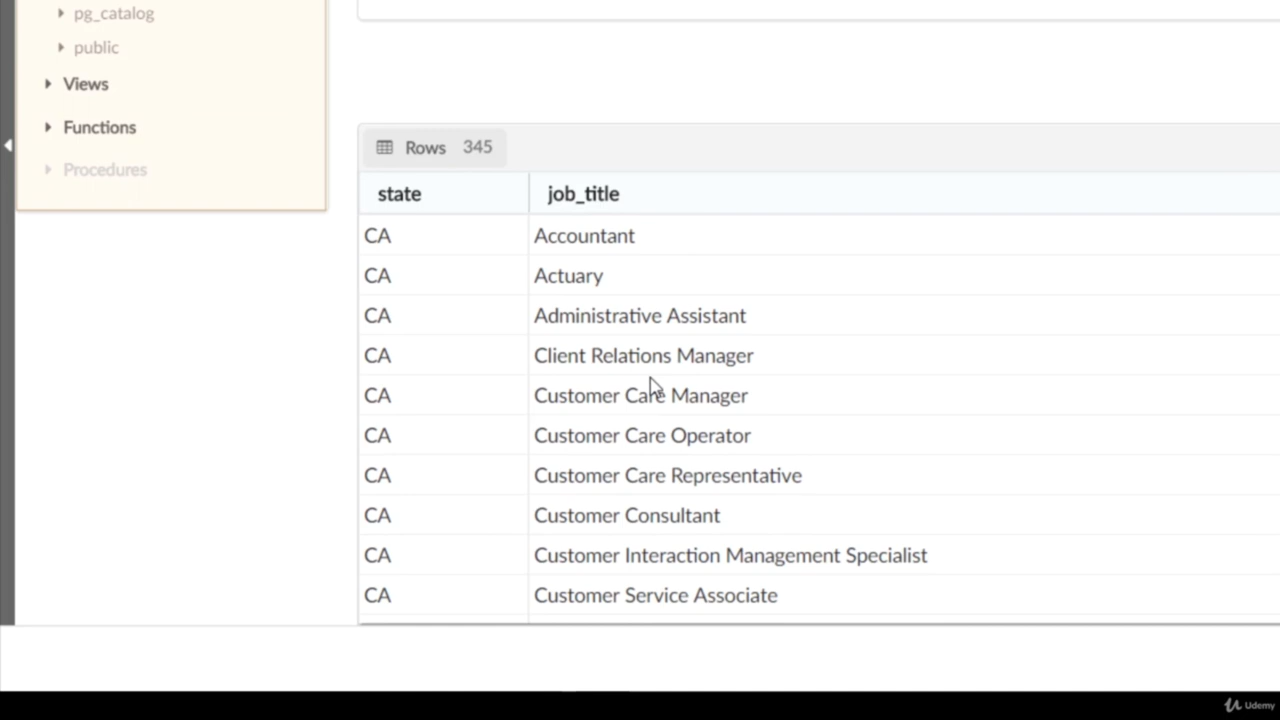 pg_catalog
public
Views
Functions
Procedures
Rows 345
state job_title
CA Accountant
CA Actuary
CA Administrative Assistant
CA Client Relations Manager
CA Customer Care Manager
CA Customer Care Operator
CA Customer Care Representative
CA Customer Consultant
CA Customer Interaction Management Specialist
CA Customer Service Associate
Udemy